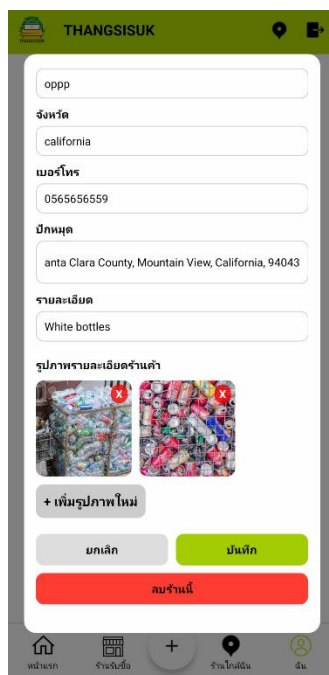 THANGSISUK
oppp
จังหวัด
california
เบอร์โทร
0565656559
ปักหมุด
anta Clara County, Mountain View, California, 94043
รายละเอียด
White bottles
รูปภาพรายละเอียดร้านค้า
X X
+ เพิ่มรูปภาพใหม่
ยกเลิก บันทึก
ลบร้านนี้
+
หน้าแรก ร้านรับซื้อ ร้านใกล้ฉัน ฉัน